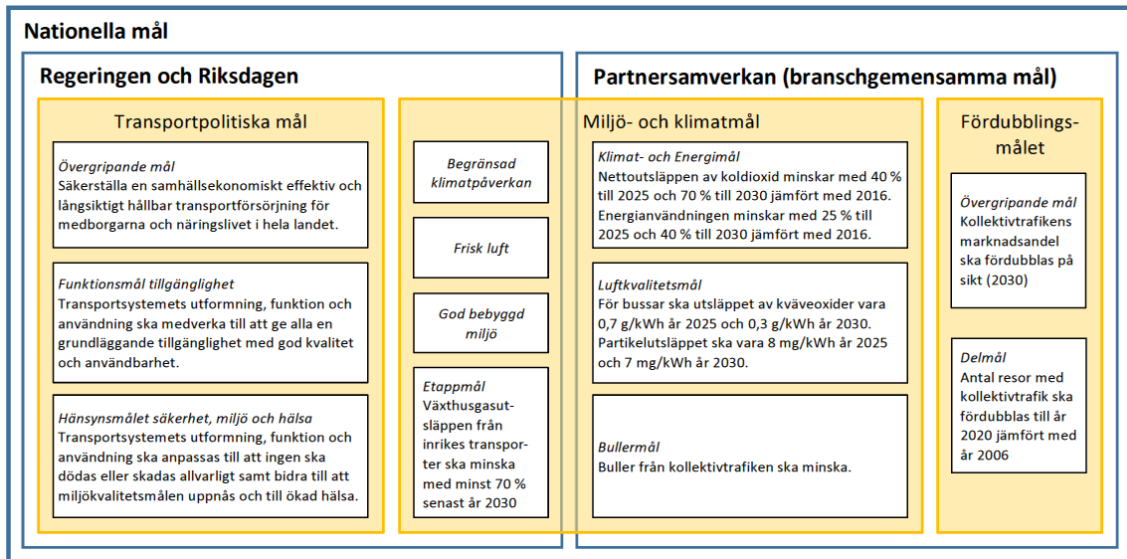 Nationella mål
Regeringen och Riksdagen
Transportpolitiska mål
Övergripande mål
Säkerställa en samhällsekonomiskt effektiv och
långsiktigt hållbar transportförsörjning för
medborgarna och näringslivet i hela landet.
Funktionsmål tillgänglighet
Transportsystemets utformning, funktion och
användning ska medverka till att ge alla en
grundläggande tillgänglighet med god kvalitet
och användbarhet.
Hänsynsmålet säkerhet, miljö och hälsa
Transportsystemets utformning, funktion och
användning ska anpassas till att ingen ska
dödas eller skadas allvarligt samt bidra till att
miljökvalitetsmålen uppnås och till ökad hälsa.
Partnersamverkan (branschgemensamma mål)
Miljö- och klimatmål
Begränsad
klimatpåverkan
Frisk luft
God bebyggd
miljö
Etappmål
Växthusgasut-
släppen från
inrikes transpor-
ter ska minska
med minst 70 %
senast år 2030
Klimat- och Energimål
Nettoutsläppen av koldioxid minskar med 40 %
till 2025 och 70 % till 2030 jämfört med 2016.
Energianvändningen minskar med 25 % till
2025 och 40 % till 2030 jämfört med 2016.
Luftkvalitetsmål
För bussar ska utsläppet av kväveoxider vara
0,7 g/kWh år 2025 och 0,3 g/kWh år 2030.
Partikelutsläppet ska vara 8 mg/kWh år 2025
och 7 mg/kWh år 2030.
Bullermål
Buller från kollektivtrafiken ska minska.
Fördubblings-
målet
Övergripande mål
Kollektivtrafikens
marknadsandel
ska fördubblas på
sikt (2030)
Delmål
Antal resor med
kollektivtrafik ska
fördubblas till år
2020 jämfört med
år 2006